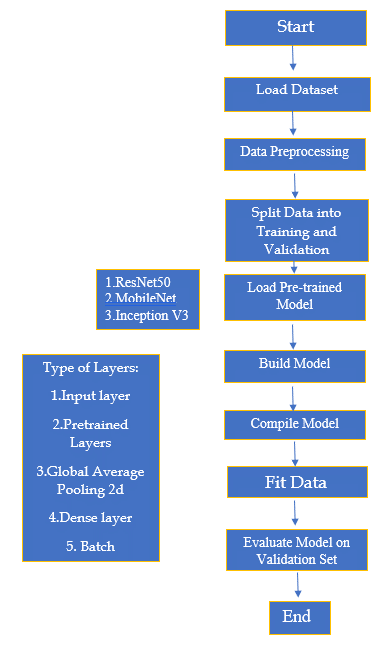 Start
Load Dataset
Data Preprocessing
Split Data into
Training and
Validation
1.ResNet50
2.MobileNet
3.Inception V3
Load Pre-trained
Model
Type of Layers:
1.Input layer
2.Pretrained
Layers
3.Global Average
Pooling 2d
4.Dense layer
5. Batch
Build Model
Compile Model
Fit Data
Evaluate Model on
Validation Set
End